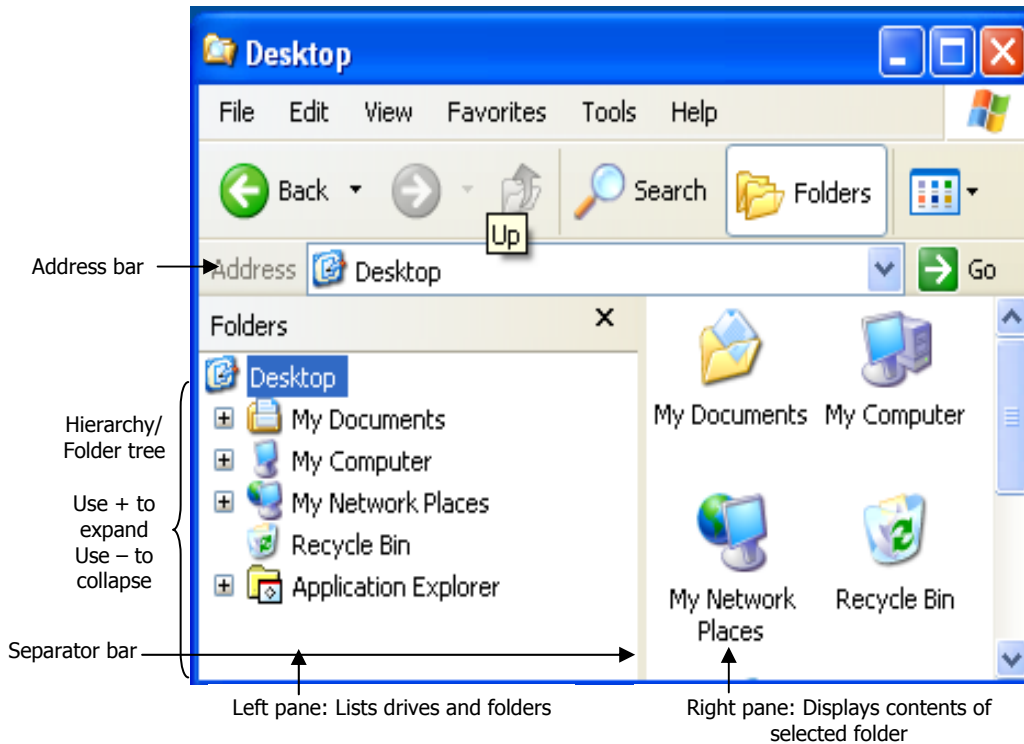 Desktop
File Edit View Favorites Tools Help
Back Search Folders
Up
Address bar
Address Desktop Go
Folders x
Desktop
My Documents
My Computer
My Network Places
Recycle Bin
Application Explorer
My Documents My Computer
My Network
Places
Recycle Bin
Hierarchy/
Folder tree
Use + to
expand
Use – to
collapse
Separator bar
Left pane: Lists drives and folders
Right pane: Displays contents of
selected folder